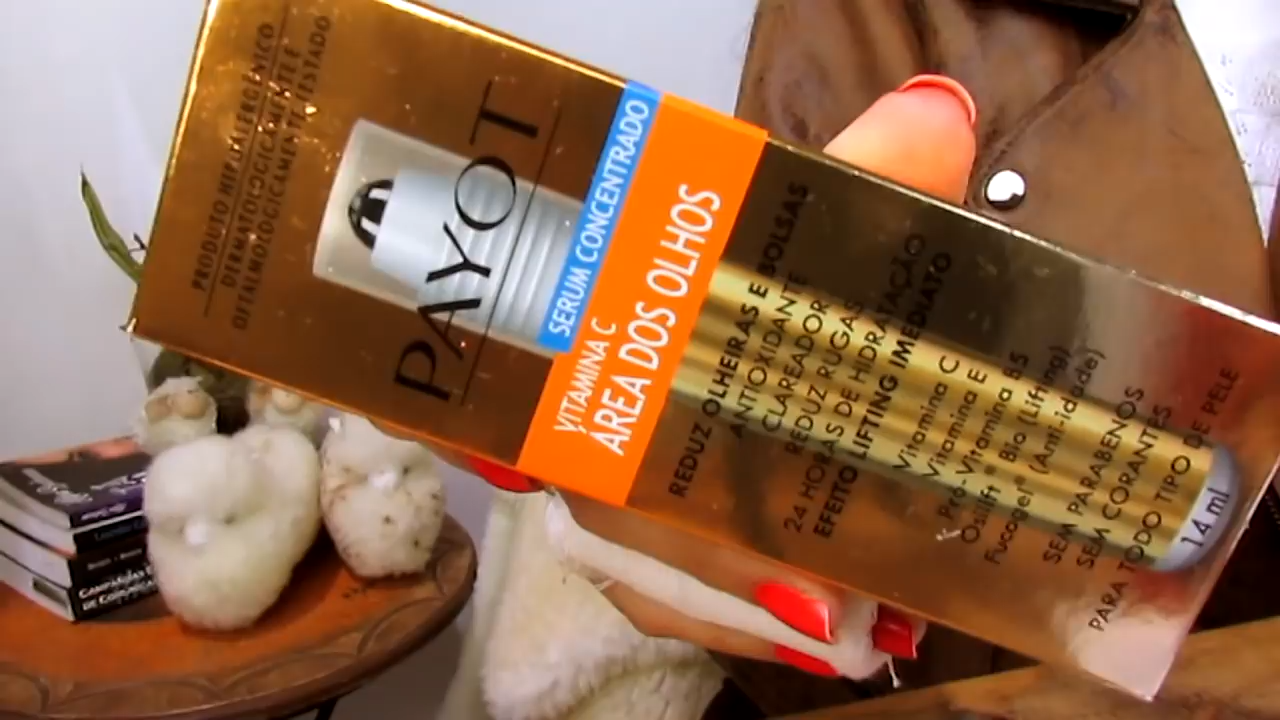 PRODUTO HIPOALERGÊNICO
DERMATOLOGICAMENTE E
OFTALMOLOGICAMENTE TESTADO
PAYOT
SERUM CONCENTRADO
VITAMINA C
ÁREA DOS OLHOS
REDUZ OLHEIRAS E BOLSAS
ANTIOXIDANTE
CLAREADOR
REDUZ RUGAS
24 HORAS DE HIDRATAÇÃO
EFEITO LIFTING IMEDIATO
Vitamina C
Vitamina E
Pró-Vitamina B5
Osilift® Bio (Lifting)
Fucogel® (Anti-idade)
SEM PARABENOS
SEM CORANTES
PARA TODO TIPO DE PELE
14 ml